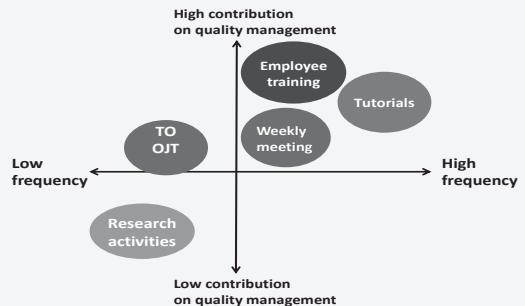 High contribution
on quality management
Employee
training
Tutorials
TO
OJT
Weekly
meeting
Low
frequency
High
frequency
Research
activities
Low contribution
on quality management